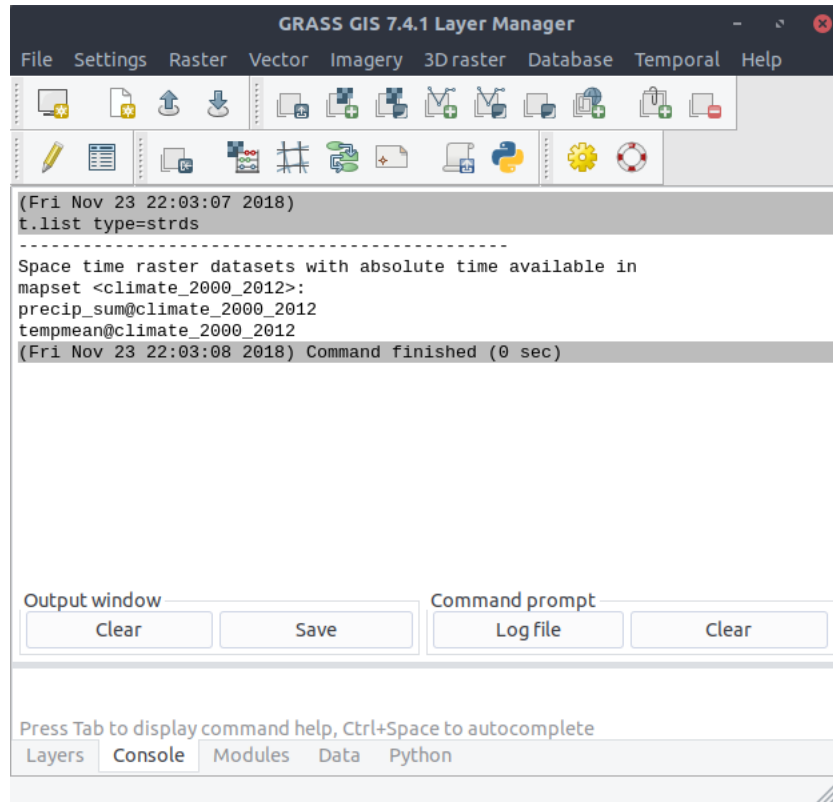 GRASS GIS 7.4.1 Layer Manager
File Settings Raster Vector Imagery 3D raster Database Temporal Help
(Fri Nov 23 22:03:07 2018)
t.list type=strds
----------------------------------------------
Space time raster datasets with absolute time available in
mapset <climate_2000_2012>:
precip_sum@climate_2000_2012
tempmean@climate_2000_2012
(Fri Nov 23 22:03:08 2018) Command finished (0 sec)
Output window Command prompt
Clear Save Log file Clear
Press Tab to display command help, Ctrl+Space to autocomplete
Layers Console Modules Data Python